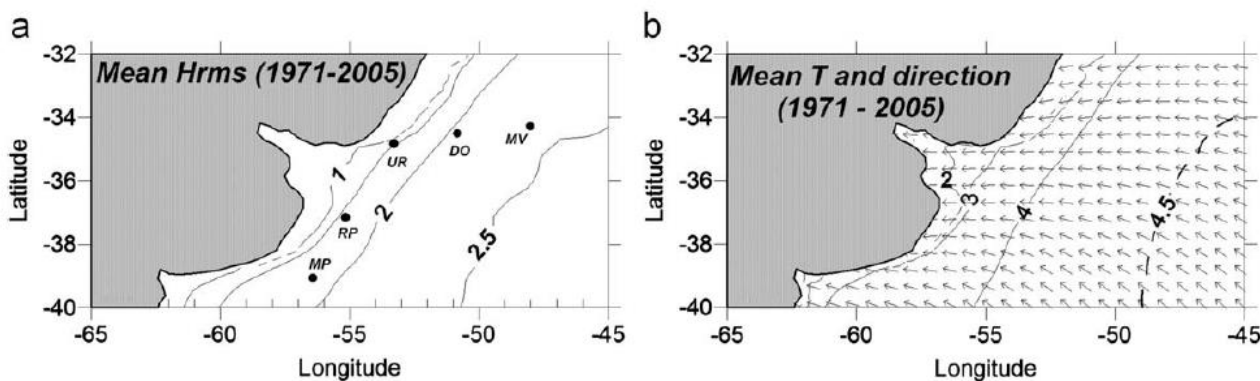 a
Mean Hrms (1971-2005)
Latitude
-32
-34
-36
-38
-40
-65
-60
-55
-50
-45
Longitude
1
2
2.5
UR
DO
MV
RP
MP
b
Mean T and direction
(1971 - 2005)
Latitude
-32
-34
-36
-38
-40
-65
-60
-55
-50
-45
Longitude
2
3
4
4.5